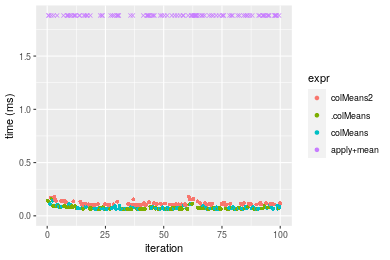 time (ms)
1.5
1.0
0.5
0.0
0
25
50
75
100
iteration
expr
colMeans2
.colMeans
colMeans
apply+mean